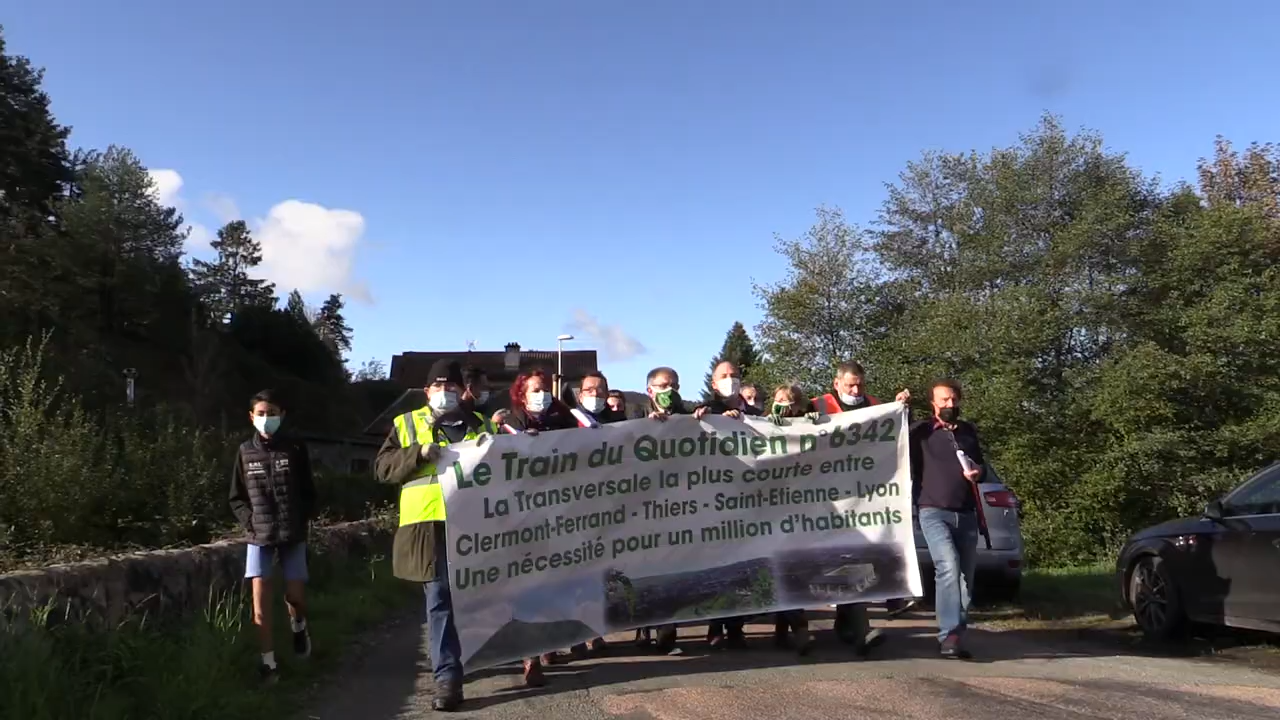 Le Train du Quotidien n°6342
La Transversale la plus courte entre
Clermont-Ferrand - Thiers - Saint-Etienne - Lyon
Une nécessité pour un million d'habitants